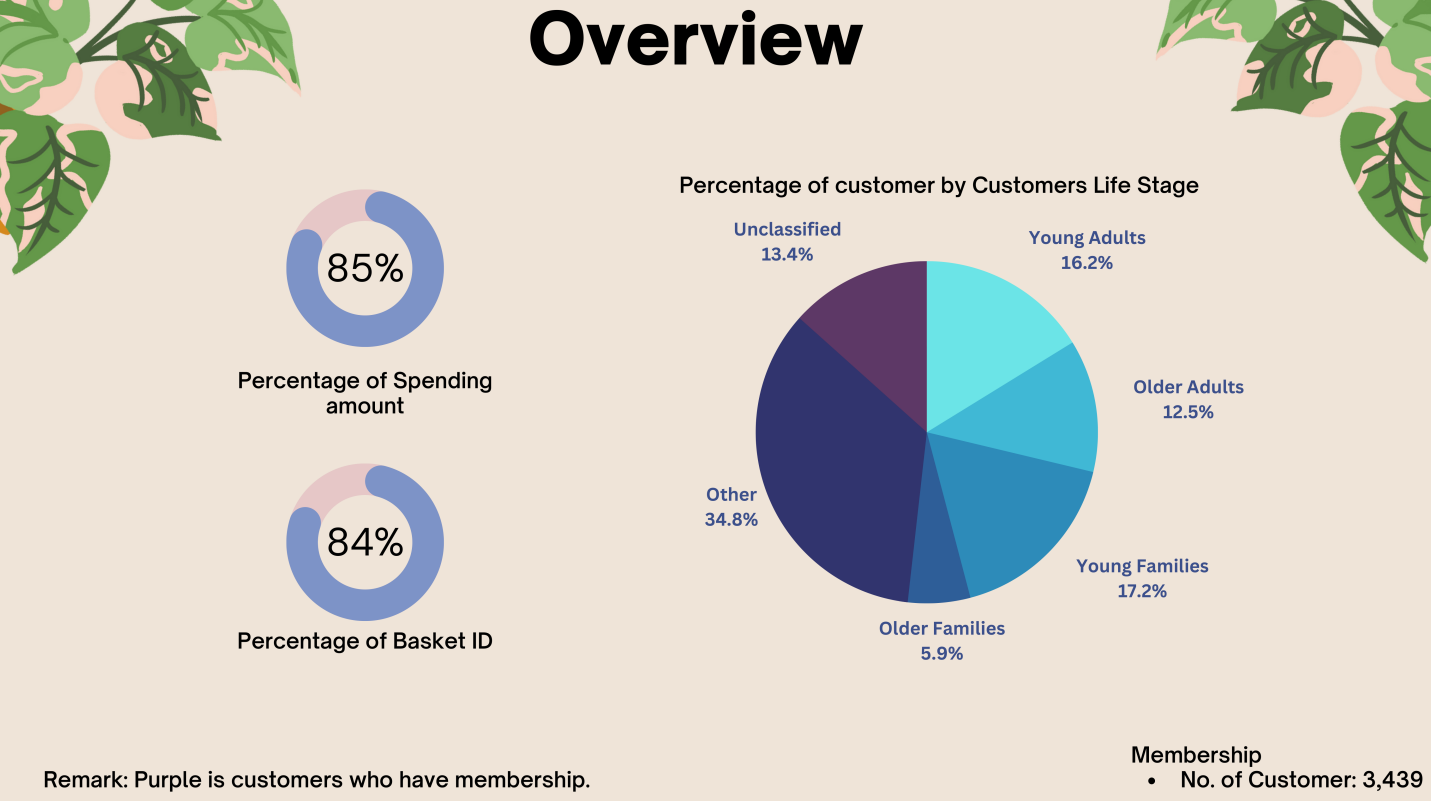 Overview
85%
Percentage of Spending
amount
84%
Percentage of Basket ID
Percentage of customer by Customers Life Stage
Unclassified
13.4%
Young Adults
16.2%
Older Adults
12.5%
Other
34.8%
Young Families
17.2%
Older Families
5.9%
Remark: Purple is customers who have membership.
Membership
• No. of Customer: 3,439